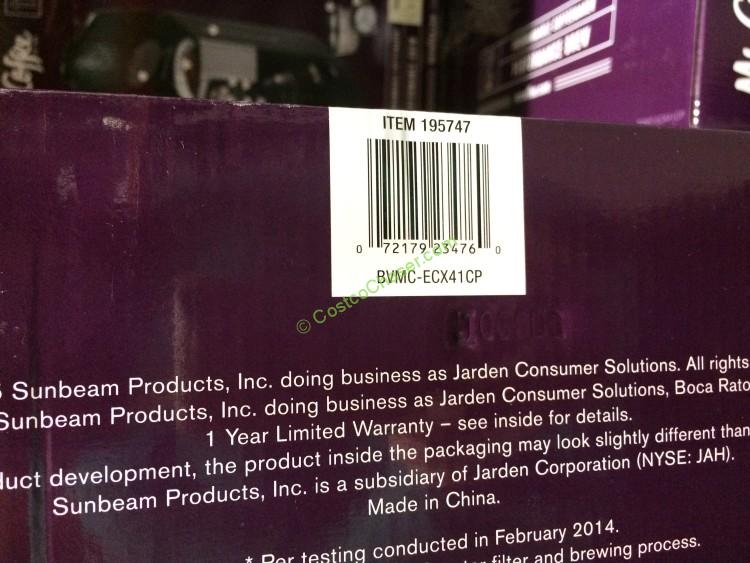 Coffee
Mr. C
ITEM 195747
0 72179 23476 0
BVMC-ECX41CP
© CostcoChaser.com
Sunbeam Products, Inc. doing business as Jarden Consumer Solutions. All rights
Sunbeam Products, Inc. doing business as Jarden Consumer Solutions, Boca Rato
1 Year Limited Warranty – see inside for details.
duct development, the product inside the packaging may look slightly different than
Sunbeam Products, Inc. is a subsidiary of Jarden Corporation (NYSE: JAH).
Made in China.
* Per testing conducted in February 2014.
filter and brewing process.